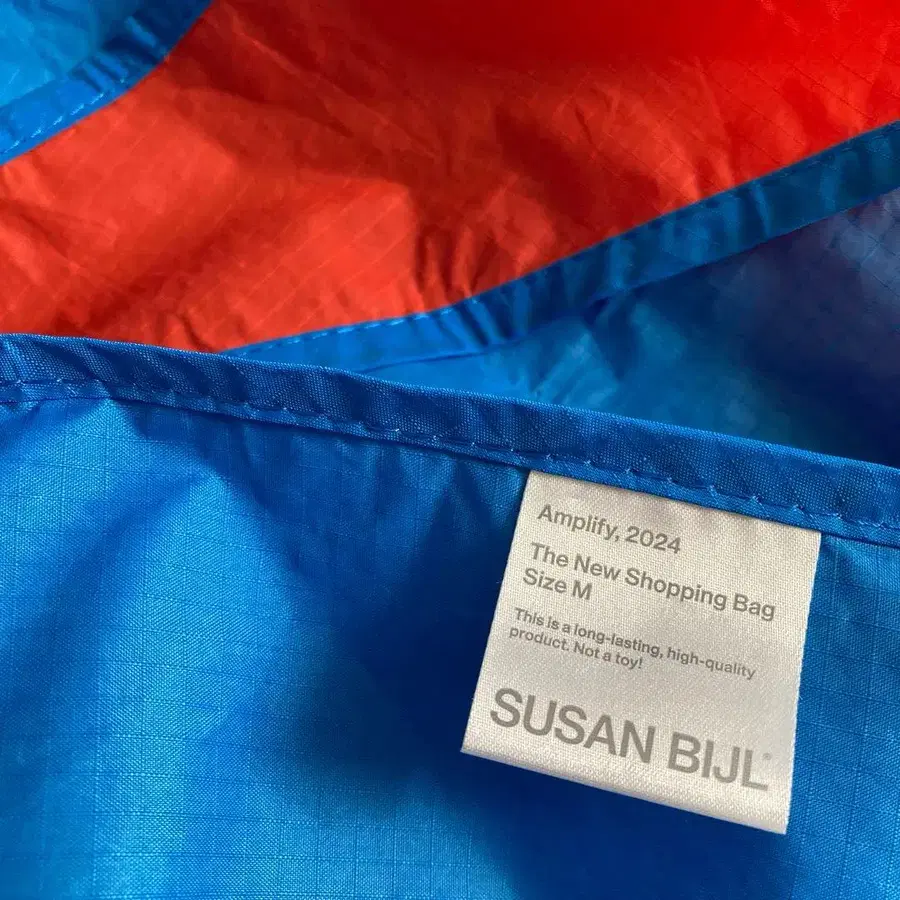 Amplify, 2024
The New Shopping Bag
Size M
This is a long-lasting, high-quality
product. Not a toy!
SUSAN BIJL®